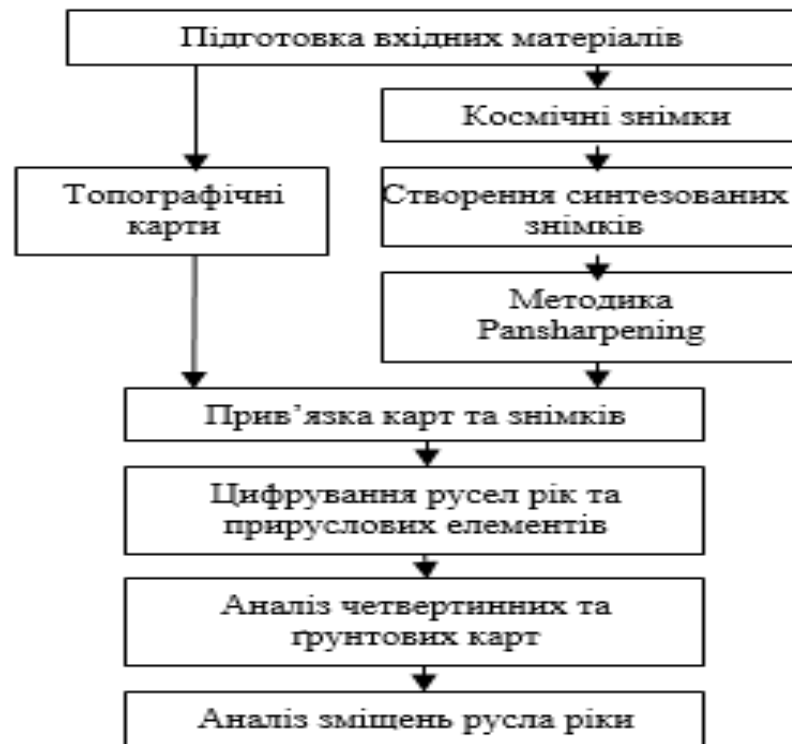 Підготовка вхідних матеріалів
Космічні знімки
Топографічні
карти
Створення синтезованих
знімків
Методика
Pansharpening
Прив’язка карт та знімків
Цифрування русел рік та
прируслових елементів
Аналіз четвертинних та
ґрунтових карт
Аналіз зміщень русла ріки